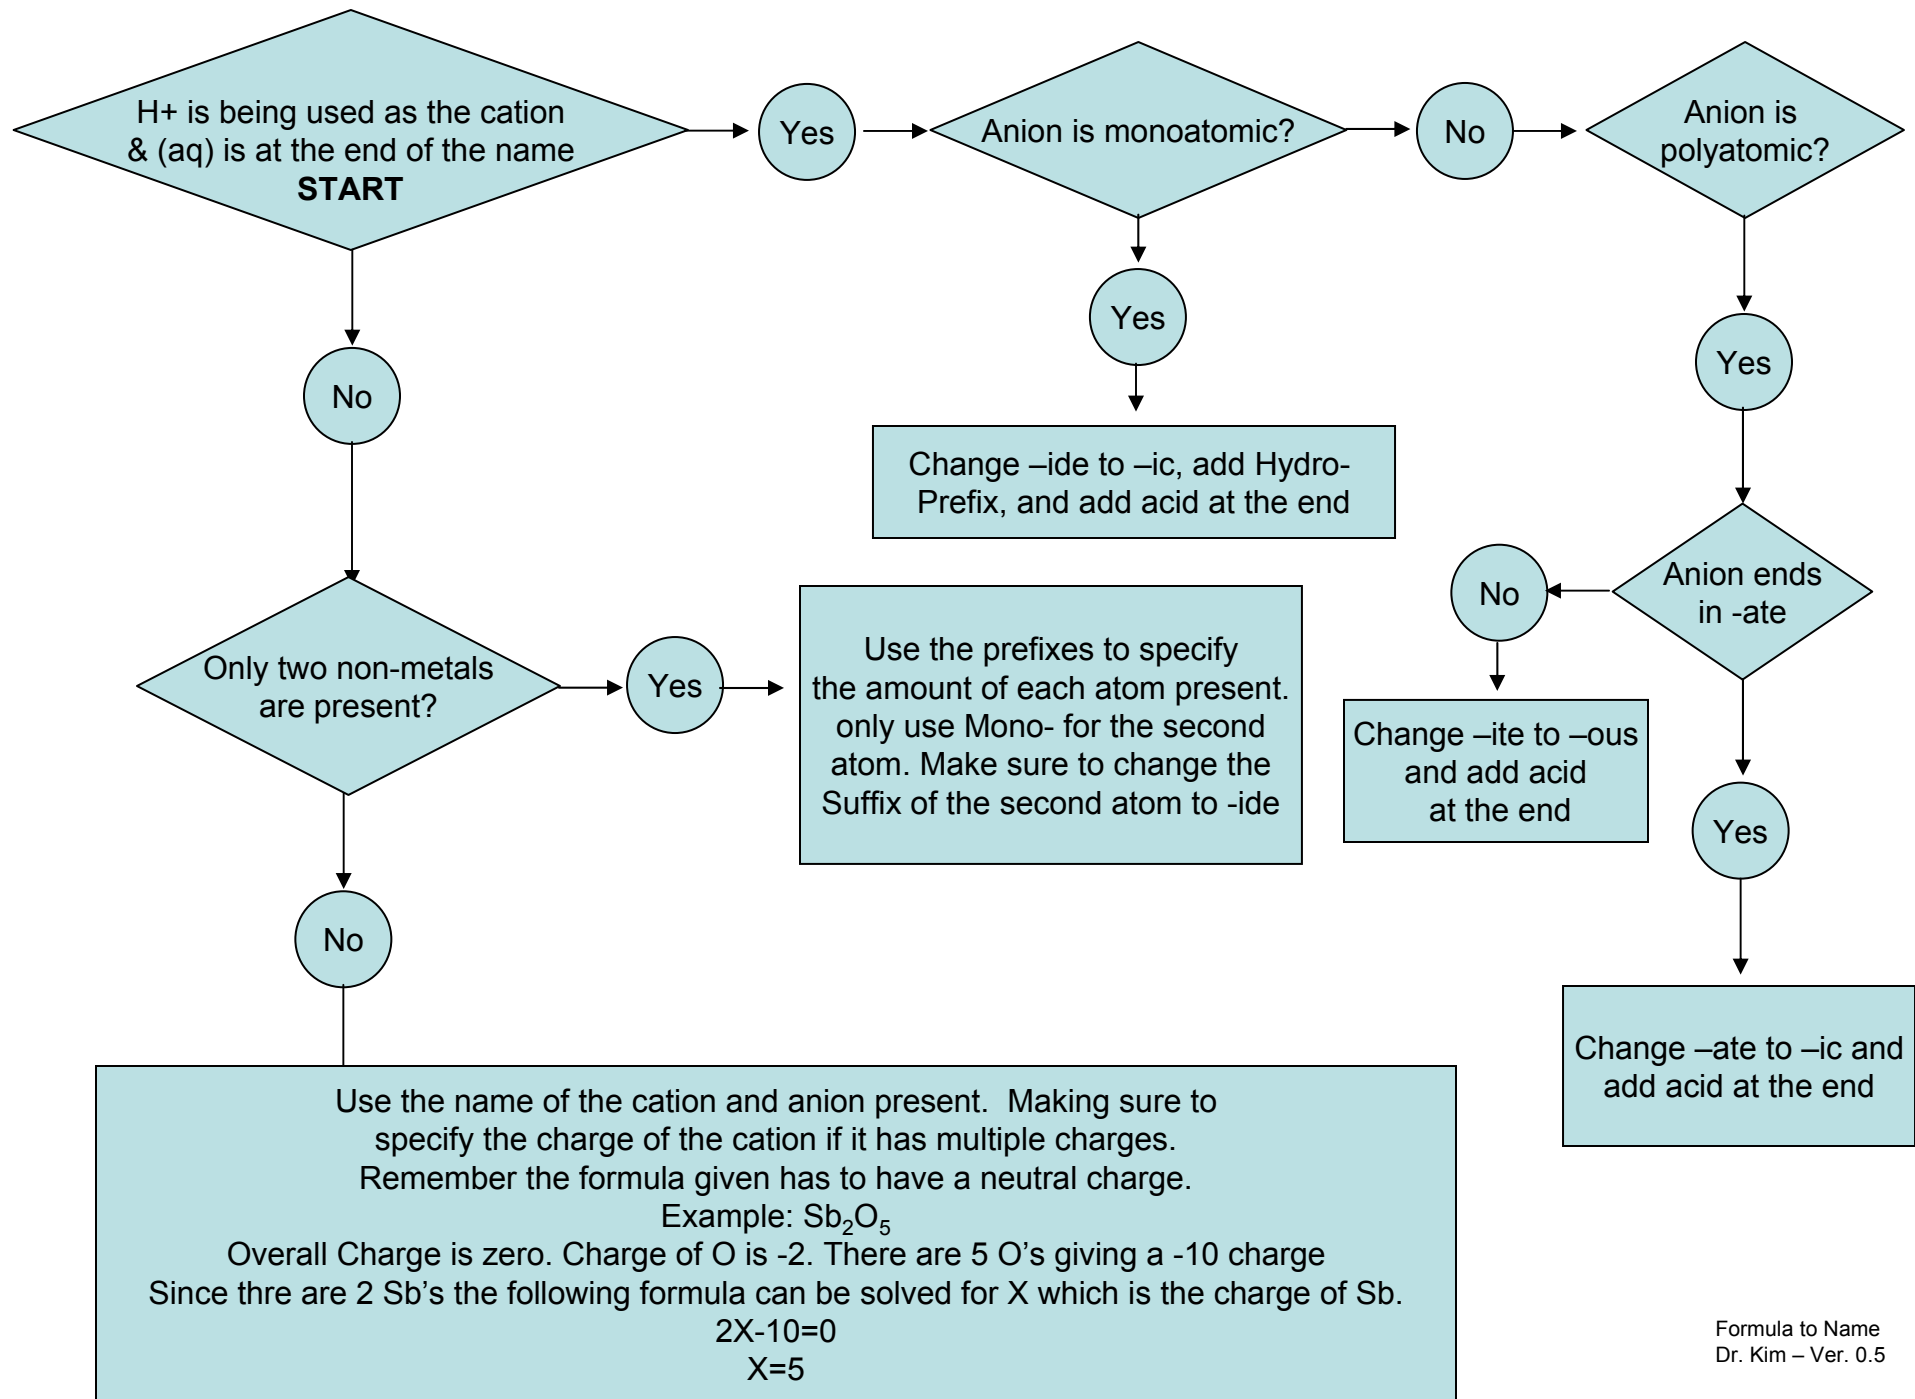 H+ is being used as the cation
& (aq) is at the end of the name
START
Yes
Anion is monoatomic?
No
Anion is
polyatomic?
Yes
Yes
No
Change –ide to –ic, add Hydro-
Prefix, and add acid at the end
Anion ends
in -ate
No
Only two non-metals
are present?
Yes
Use the prefixes to specify
the amount of each atom present.
only use Mono- for the second
atom. Make sure to change the
Suffix of the second atom to -ide
Change –ite to –ous
and add acid
at the end
Yes
No
Change –ate to –ic and
add acid at the end
Use the name of the cation and anion present.  Making sure to
specify the charge of the cation if it has multiple charges.
Remember the formula given has to have a neutral charge.
Example: Sb₂O₅
Overall Charge is zero. Charge of O is -2. There are 5 O’s giving a -10 charge
Since thre are 2 Sb’s the following formula can be solved for X which is the charge of Sb.
2X-10=0
X=5
Formula to Name
Dr. Kim – Ver. 0.5